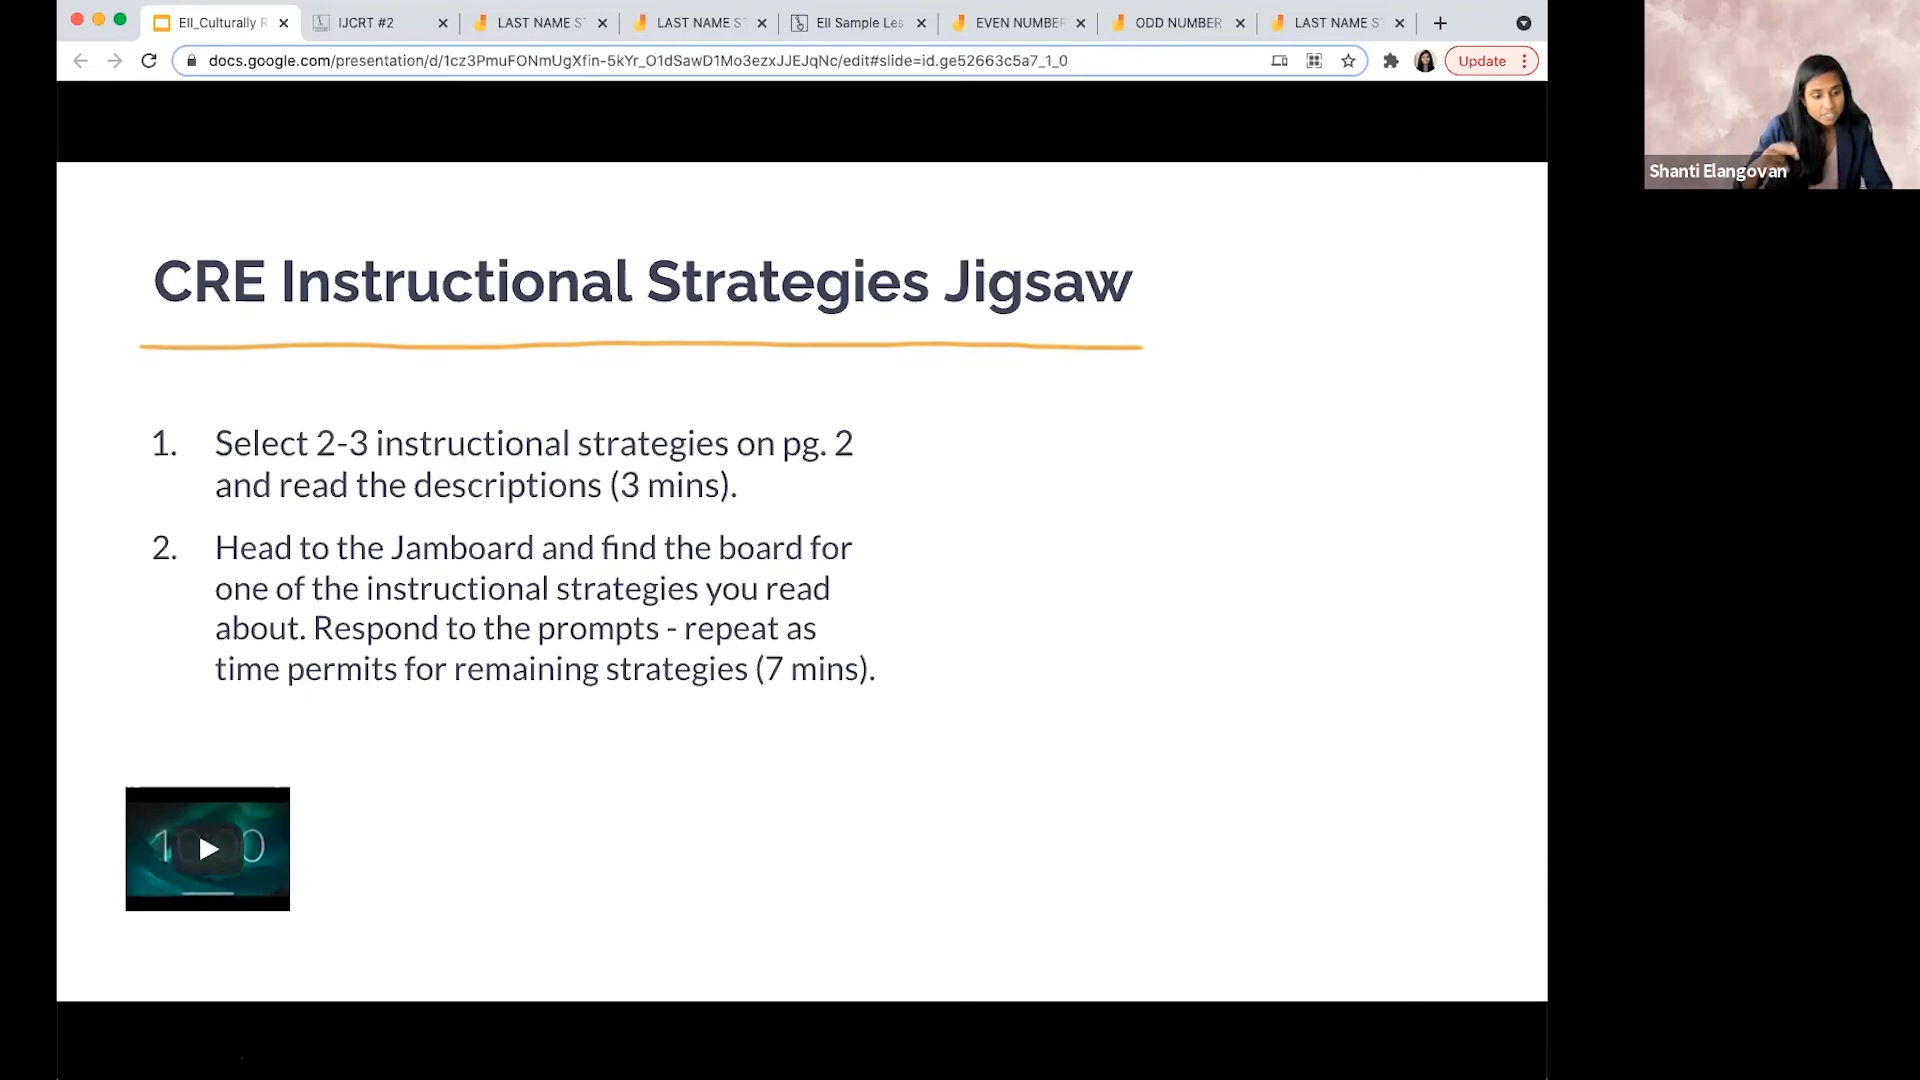 EII_Culturally R
IJCRT #2
LAST NAME S
LAST NAME S
EII Sample Les
EVEN NUMBER
ODD NUMBER
LAST NAME S
docs.google.com/presentation/d/1cz3PmuFONmUgXfin-5kYr_O1dSawD1Mo3ezxJJEJqNc/edit#slide=id.ge52663c5a7_1_0
Update
Shanti Elangovan
CRE Instructional Strategies Jigsaw
1. Select 2-3 instructional strategies on pg. 2
and read the descriptions (3 mins).
2. Head to the Jamboard and find the board for
one of the instructional strategies you read
about. Respond to the prompts - repeat as
time permits for remaining strategies (7 mins).